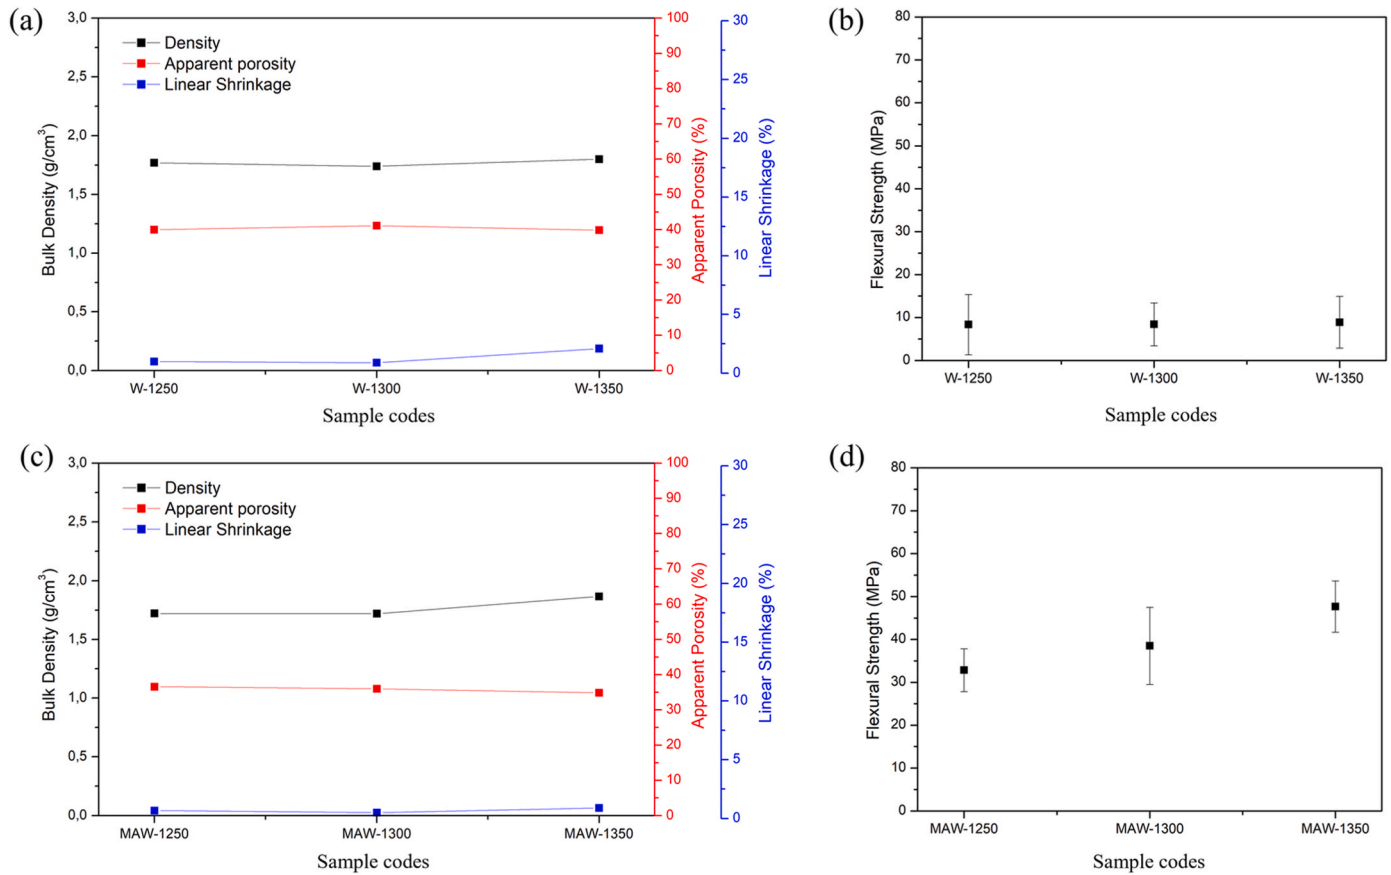 (a)
3,0
2,5
2,0
1,5
1,0
0,5
0,0
Bulk Density (g/cm³)
Density
Apparent porosity
Linear Shrinkage
100
90
80
70
60
50
40
30
20
10
0
Apparent Porosity (%)
30
25
20
15
10
5
0
Linear Shrinkage (%)
W-1250 W-1300 W-1350
Sample codes
(b)
80
70
60
50
40
30
20
10
0
Flexural Strength (MPa)
W-1250 W-1300 W-1350
Sample codes
(c)
3,0
2,5
2,0
1,5
1,0
0,5
0,0
Bulk Density (g/cm³)
Density
Apparent porosity
Linear Shrinkage
100
90
80
70
60
50
40
30
20
10
0
Apparent Porosity (%)
30
25
20
15
10
5
0
Linear Shrinkage (%)
MAW-1250 MAW-1300 MAW-1350
Sample codes
(d)
80
70
60
50
40
30
20
10
0
Flexural Strength (MPa)
MAW-1250 MAW-1300 MAW-1350
Sample codes